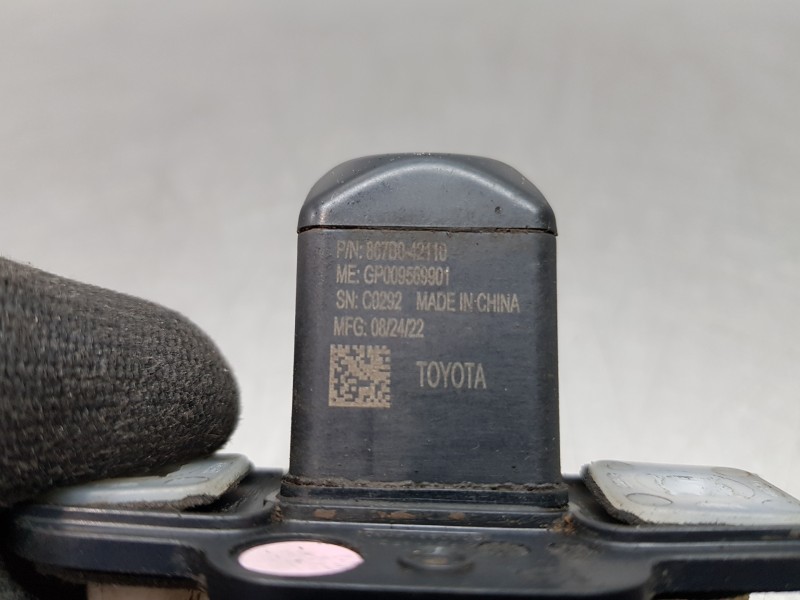 P/N: 867B0-42110
ME: GP009569901
SN: C0292 MADE IN CHINA
MFG: 08/24/22
TOYOTA